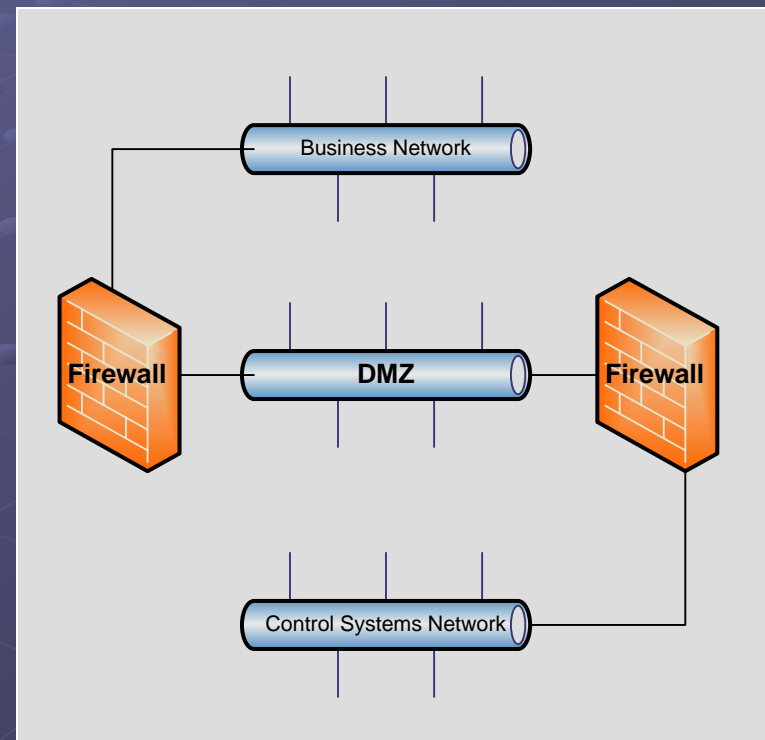 Business Network
Firewall
DMZ
Firewall
Control Systems Network